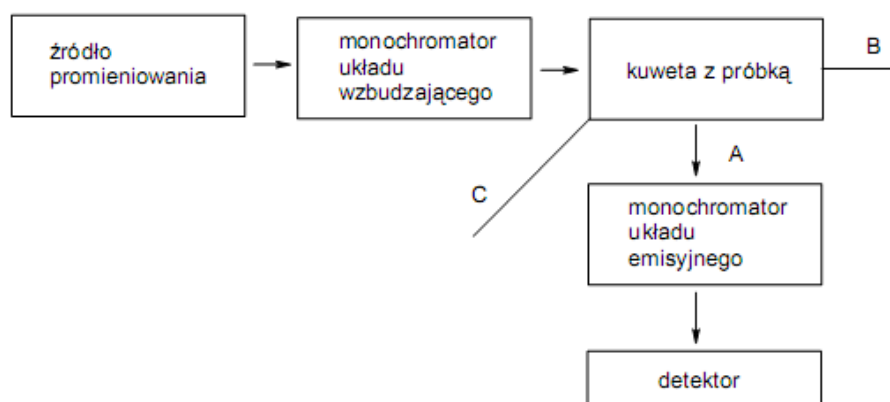 źródło
promieniowania
monochromator
układu
wzbudzającego
kuweta z próbką
B
A
C
monochromator
układu
emisyjnego
detektor